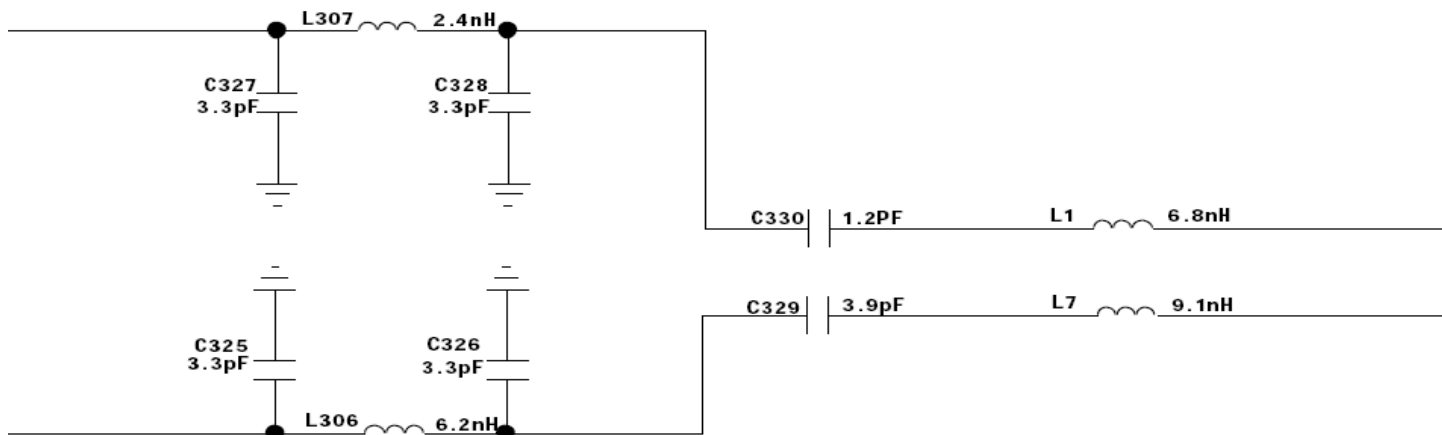 L307 2.4nH
C327
3.3pF
C328
3.3pF
C330 1.2PF L1 6.8nH
C329 3.9pF L7 9.1nH
C325
3.3pF
C326
3.3pF
L306 6.2nH